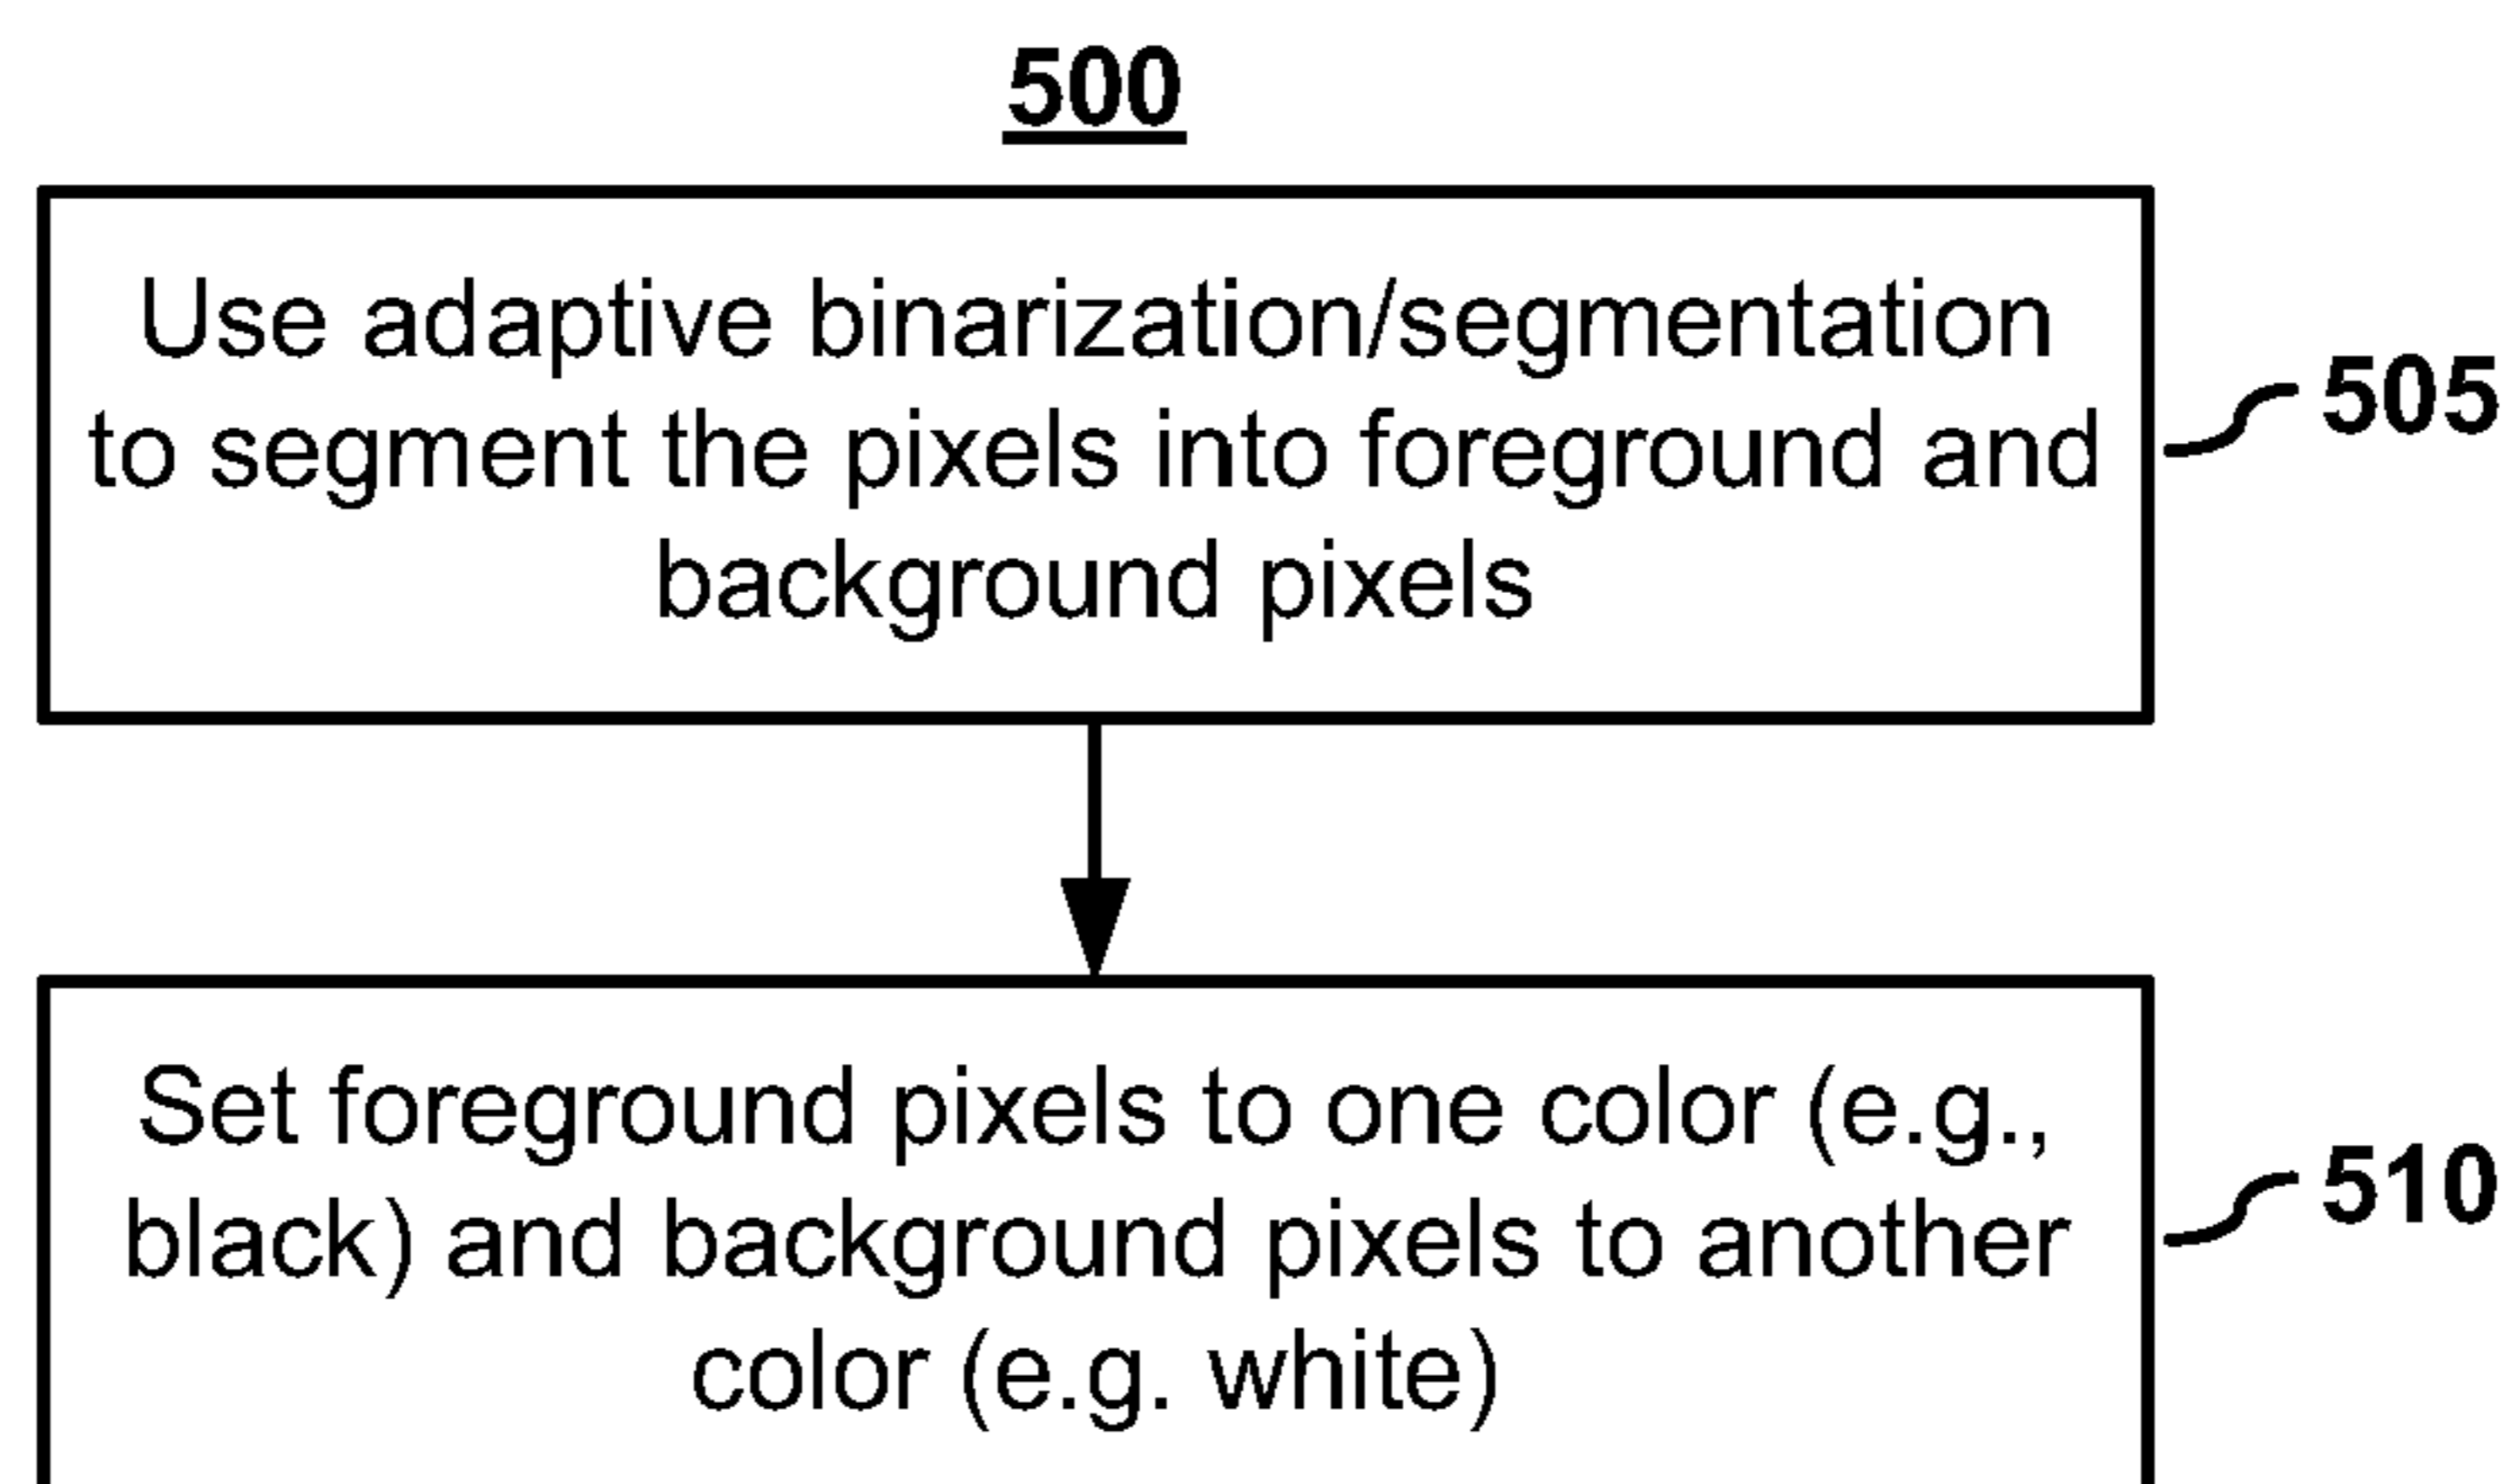 500
Use adaptive binarization/segmentation
to segment the pixels into foreground and
background pixels
505
Set foreground pixels to one color (e.g.,
black) and background pixels to another
color (e.g. white)
510